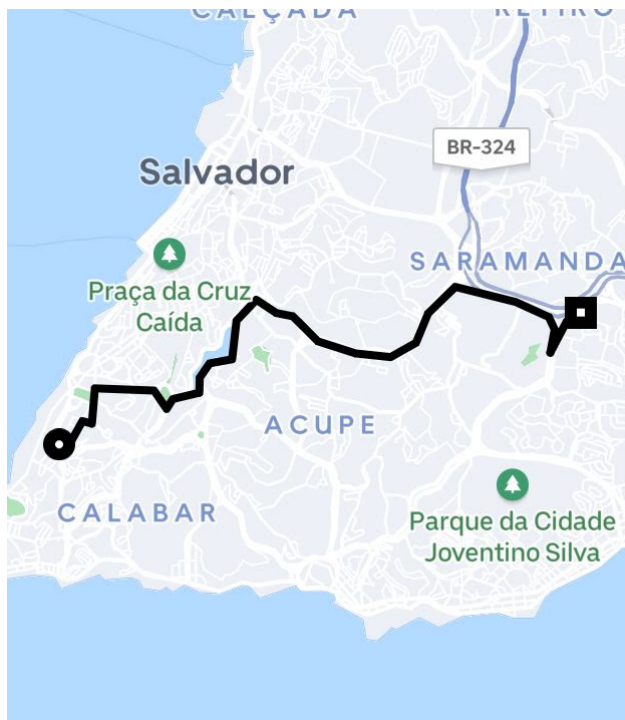 CALÇADA
RETIRO
BR-324
Salvador
SARAMANDA
Praça da Cruz
Caída
ACUPE
CALABAR
Parque da Cidade
Joventino Silva